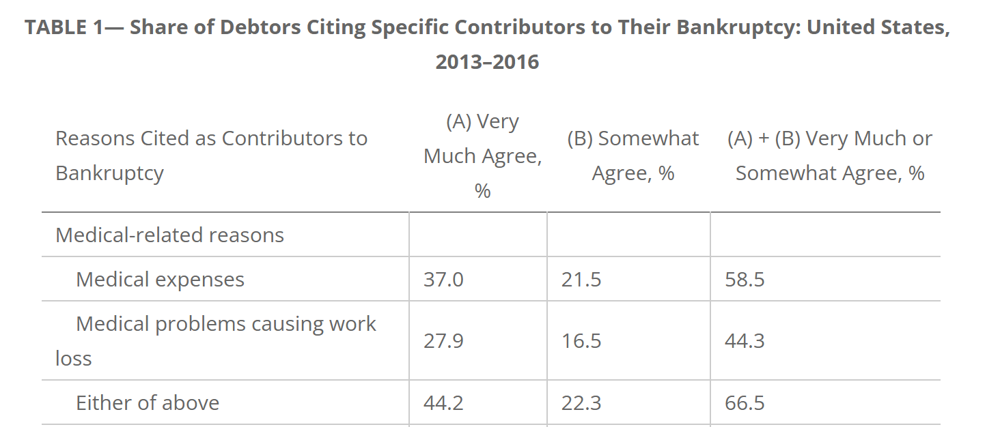 TABLE 1— Share of Debtors Citing Specific Contributors to Their Bankruptcy: United States,
2013–2016
Reasons Cited as Contributors to
Bankruptcy
(A) Very
Much Agree,
%
(B) Somewhat
Agree, %
(A) + (B) Very Much or
Somewhat Agree, %
Medical-related reasons
Medical expenses 37.0 21.5 58.5
Medical problems causing work
loss 27.9 16.5 44.3
Either of above 44.2 22.3 66.5